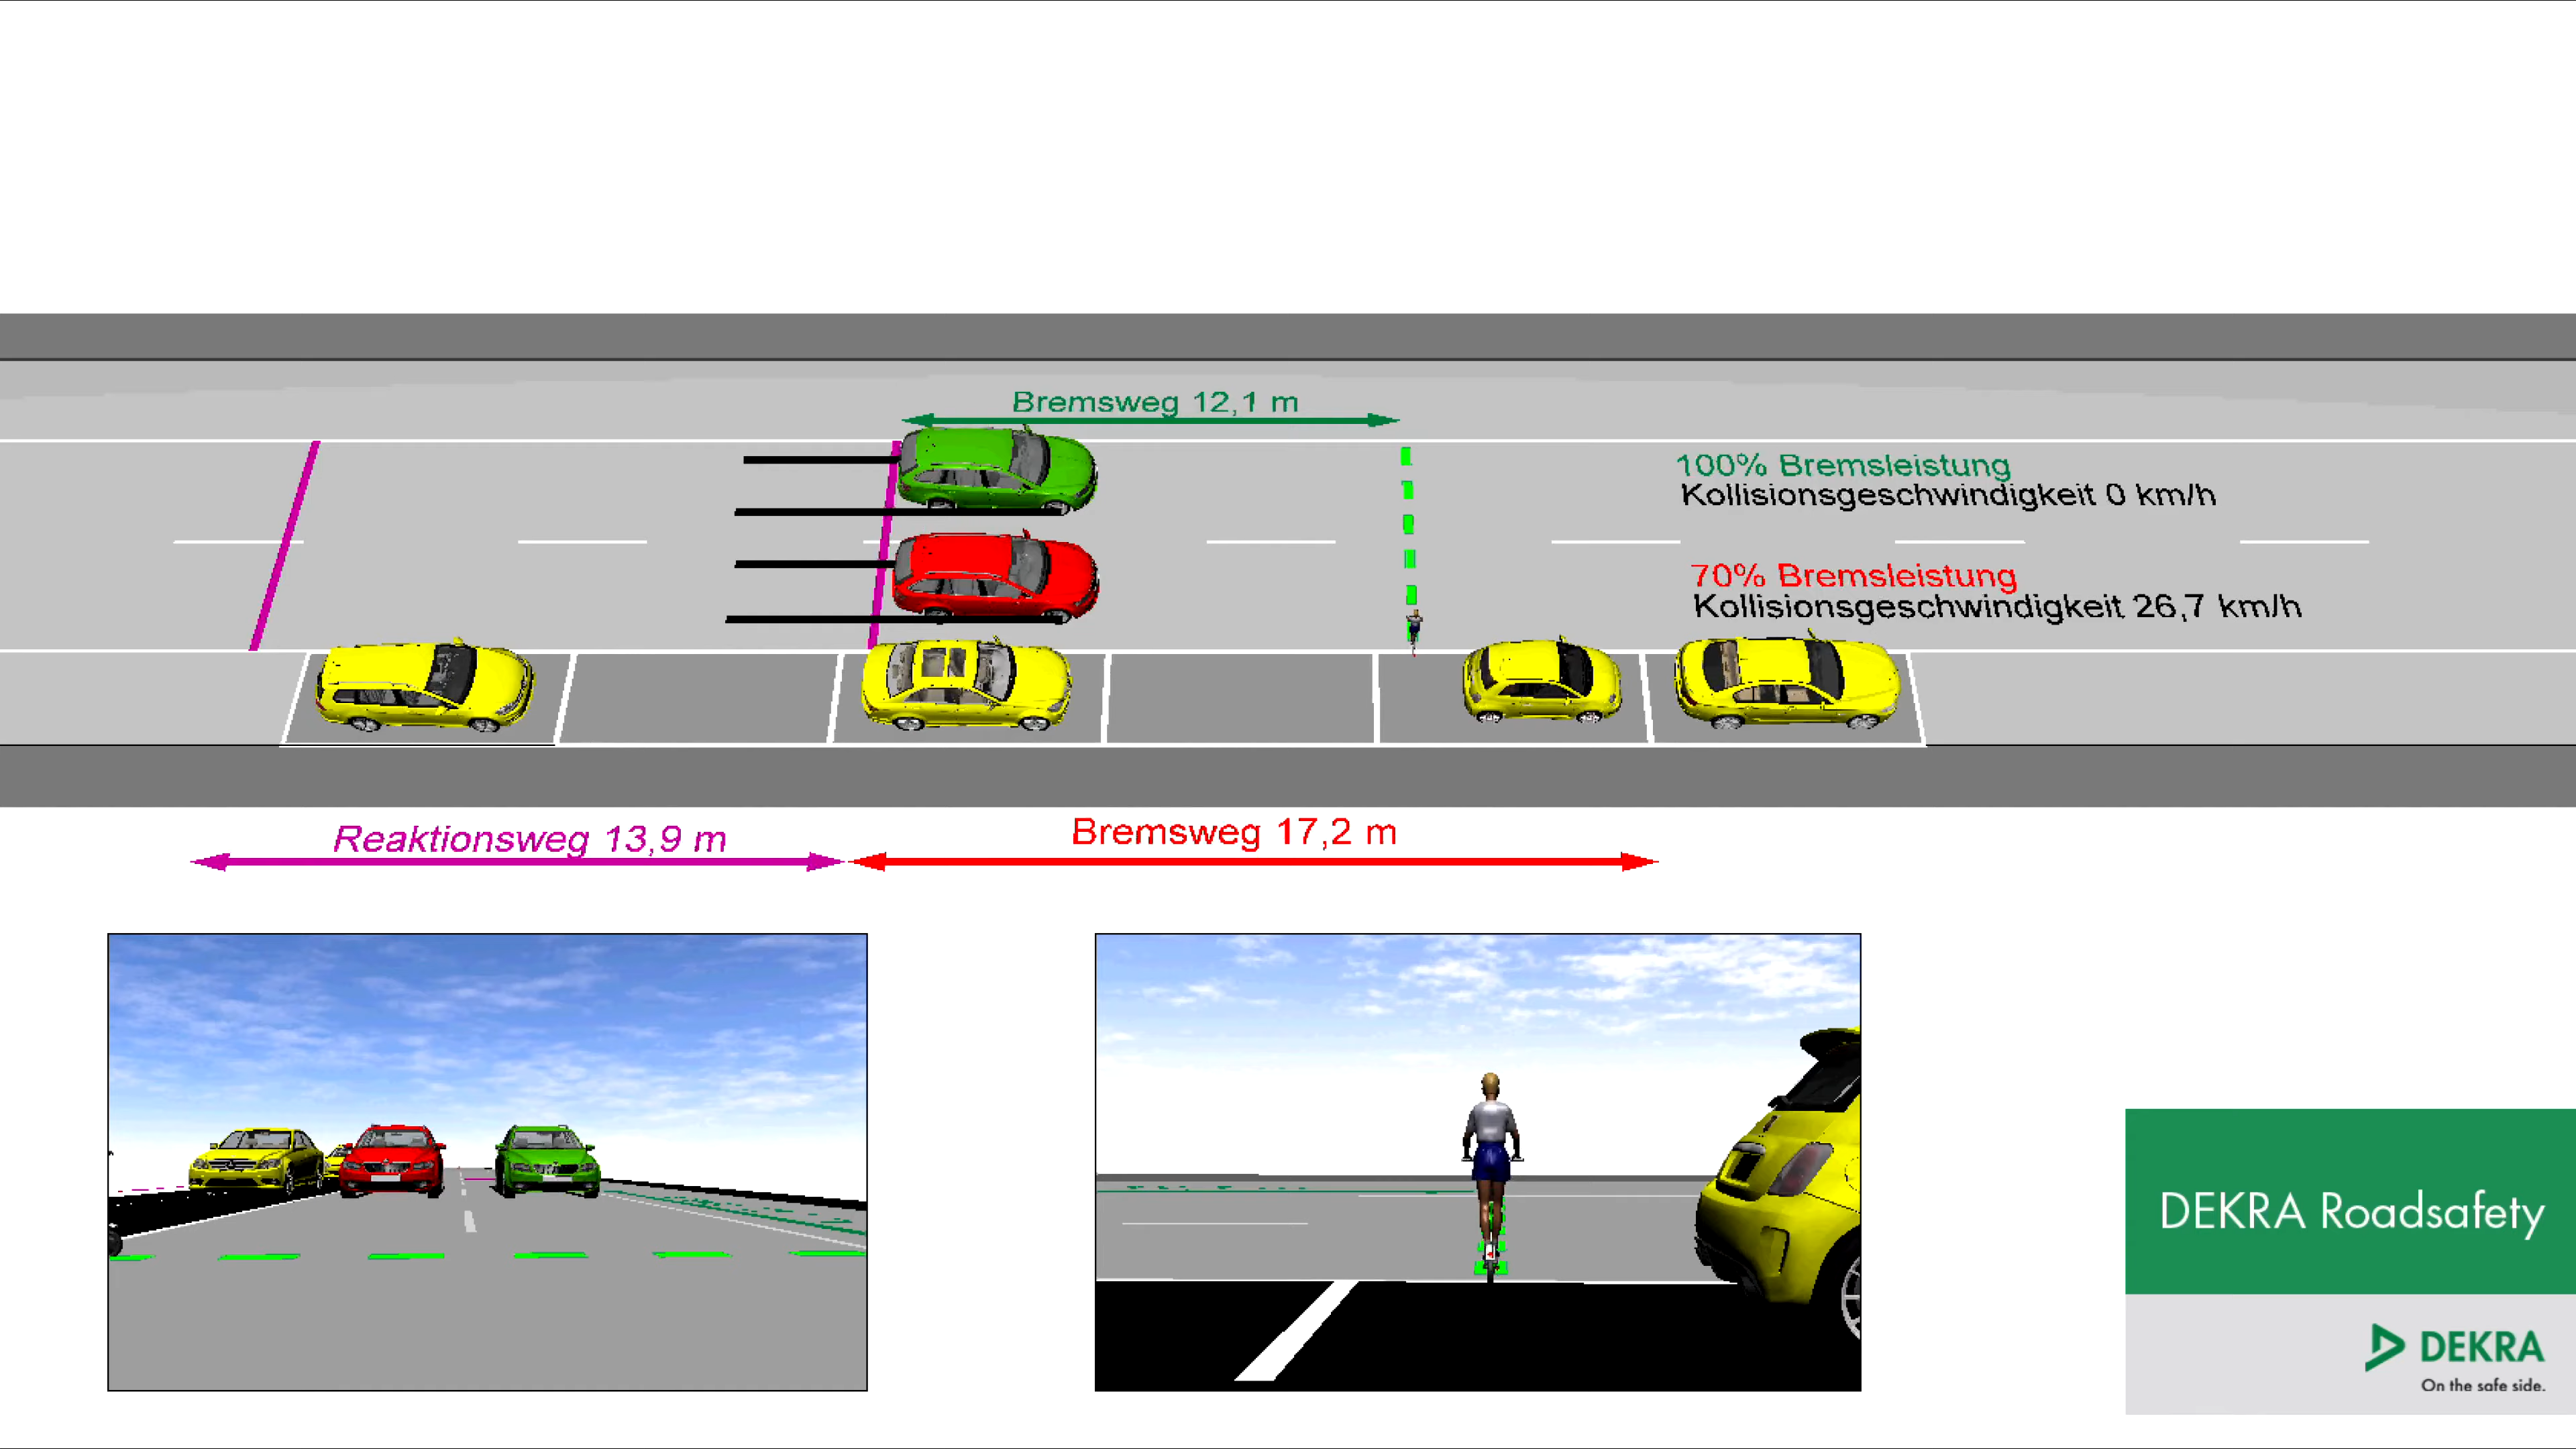 Bremsweg 12,1 m
100% Bremsleistung
Kollisionsgeschwindigkeit 0 km/h
70% Bremsleistung
Kollisionsgeschwindigkeit 26,7 km/h
Reaktionsweg 13,9 m
Bremsweg 17,2 m
DEKRA Roadsafety
DEKRA
On the safe side.